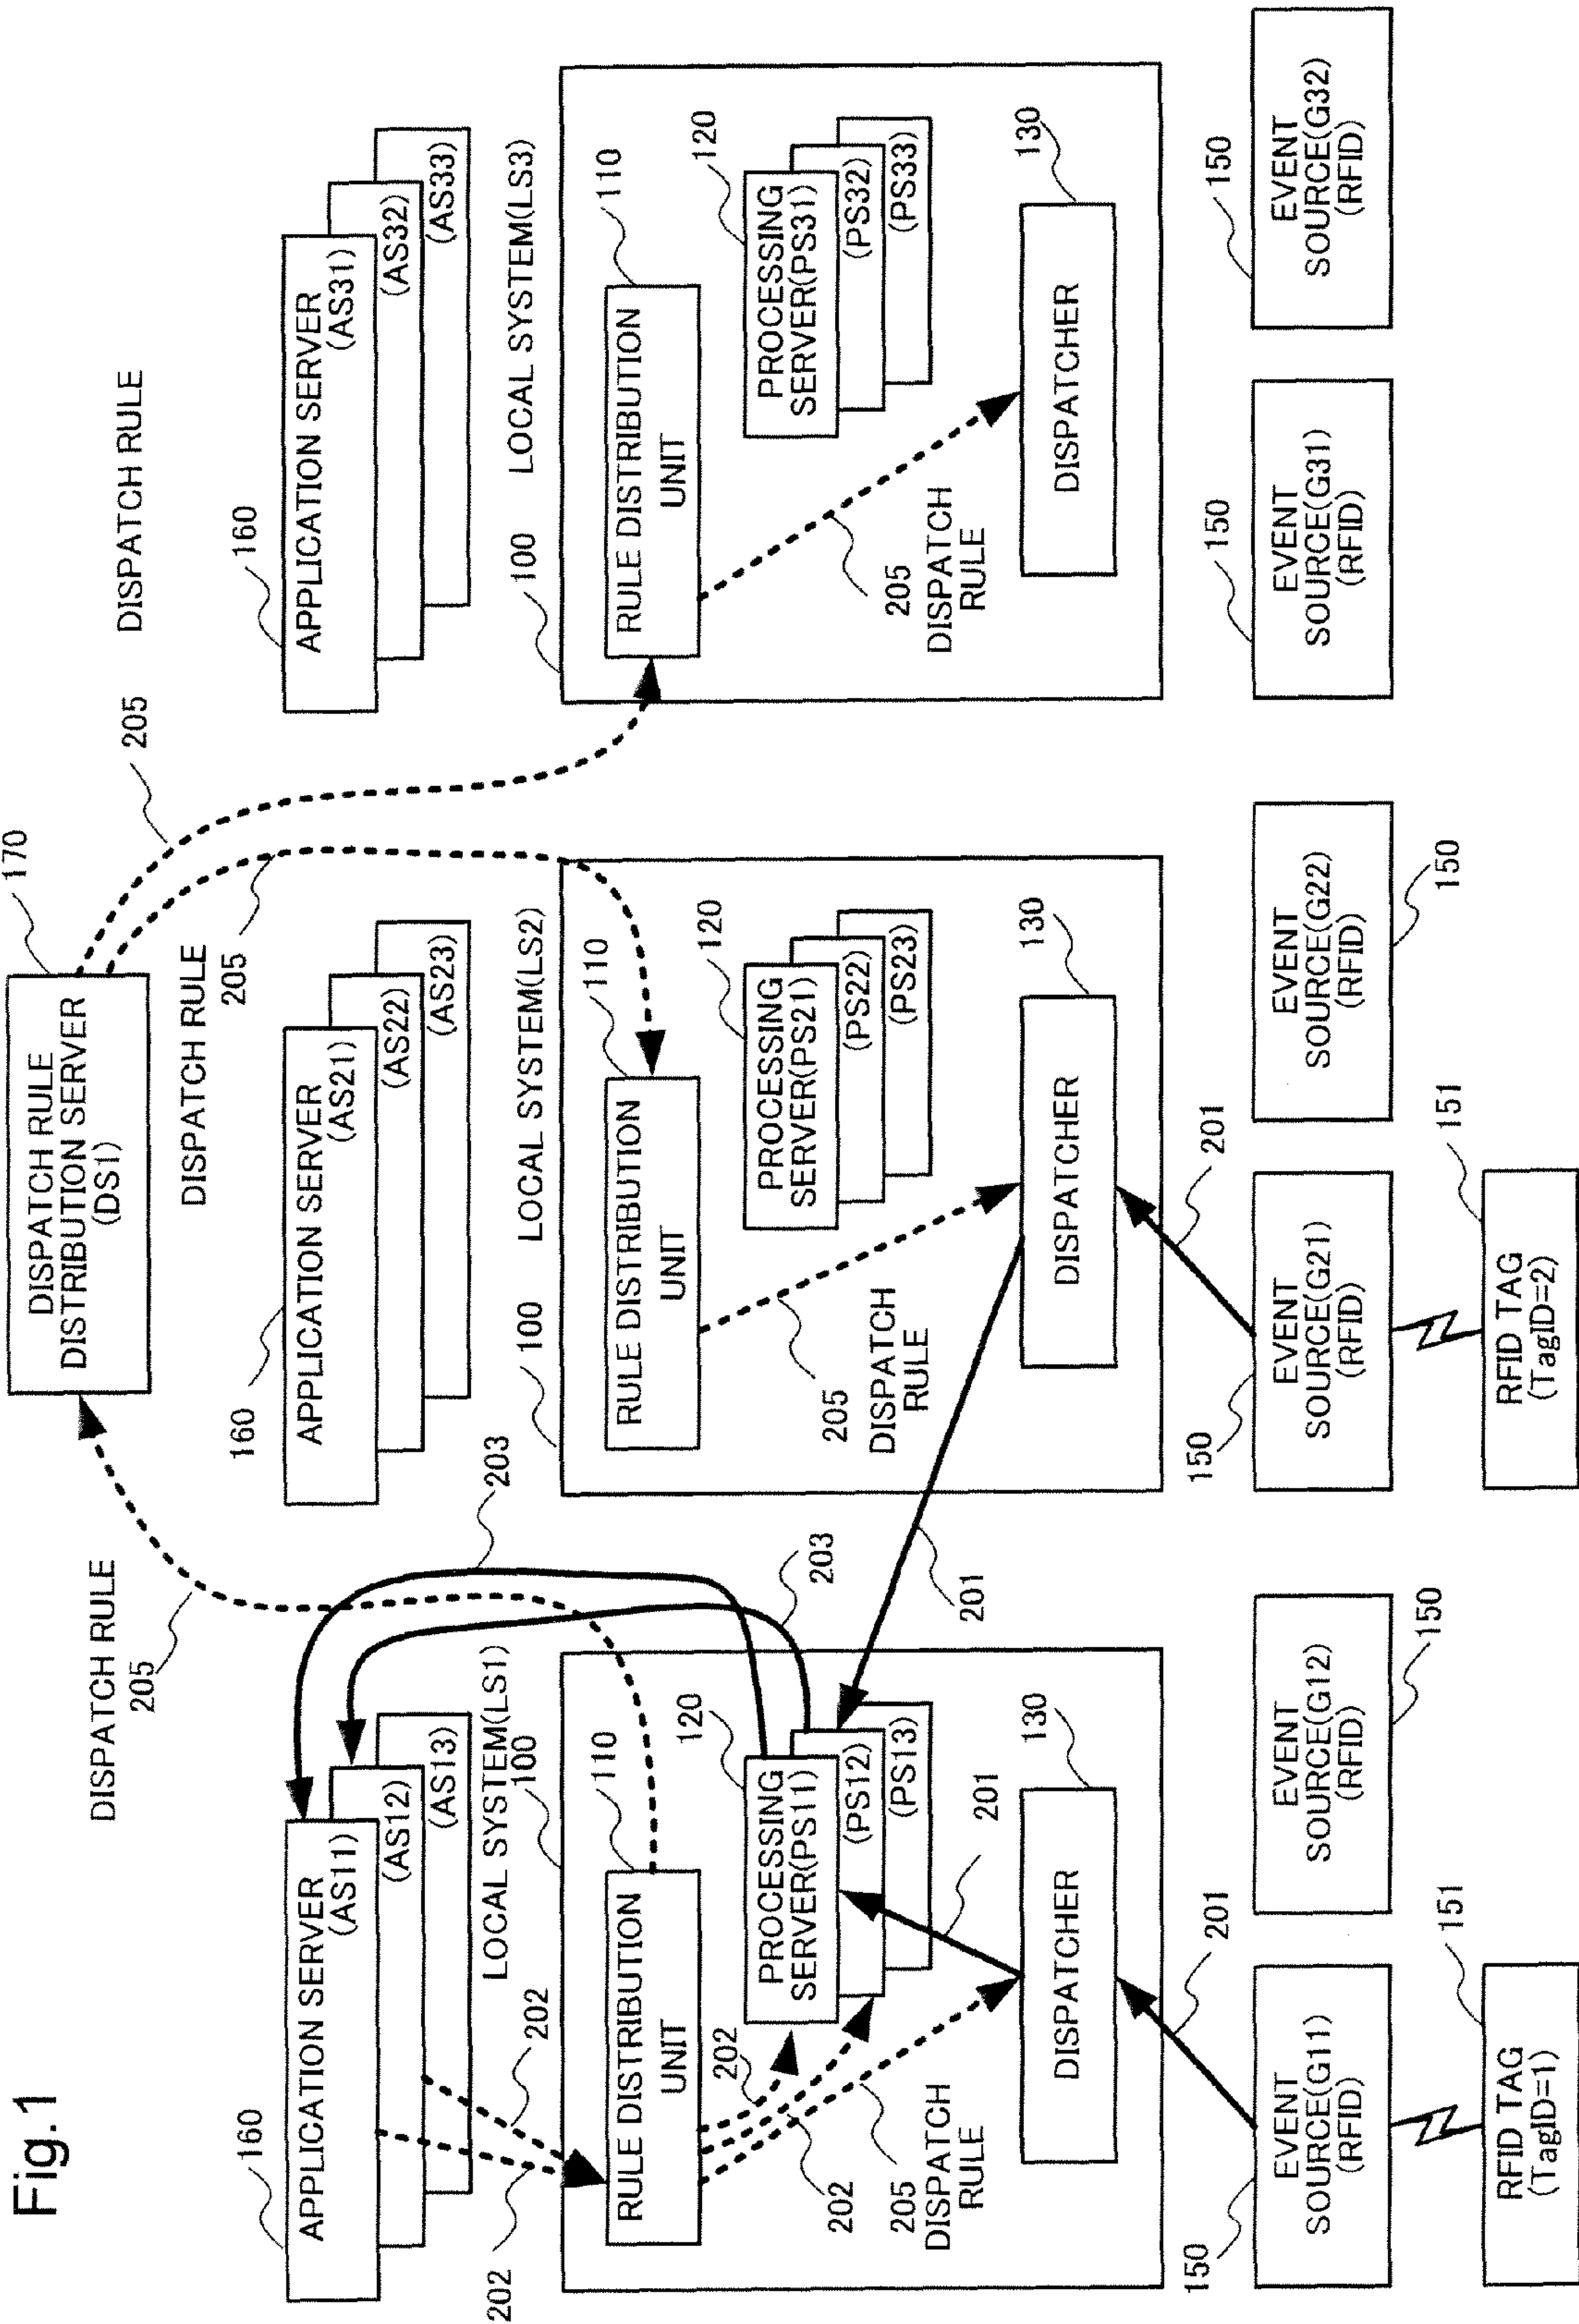 Fig.1
DISPATCH RULE
DISTRIBUTION SERVER
(DS1)
170
DISPATCH RULE
205
DISPATCH RULE
205
205
DISPATCH RULE
160
APPLICATION SERVER
(AS11)
(AS12)
(AS13)
202
202
203
203
LOCAL SYSTEM(LS1)
100
RULE DISTRIBUTION
UNIT
110
120
PROCESSING
SERVER(PS11)
(PS12)
(PS13)
202
202
205
DISPATCH
RULE
201
130
DISPATCHER
201
150
EVENT
SOURCE(G11)
(RFID)
EVENT
SOURCE(G12)
(RFID)
150
151
RFID TAG
(TagID=1)
160
APPLICATION SERVER
(AS21)
(AS22)
(AS23)
100
LOCAL SYSTEM(LS2)
110
RULE DISTRIBUTION
UNIT
120
PROCESSING
SERVER(PS21)
(PS22)
(PS23)
205
DISPATCH
RULE
201
130
DISPATCHER
201
150
EVENT
SOURCE(G21)
(RFID)
EVENT
SOURCE(G22)
(RFID)
150
151
RFID TAG
(TagID=2)
160
APPLICATION SERVER
(AS31)
(AS32)
(AS33)
100
LOCAL SYSTEM(LS3)
110
RULE DISTRIBUTION
UNIT
120
PROCESSING
SERVER(PS31)
(PS32)
(PS33)
205
DISPATCH
RULE
130
DISPATCHER
150
EVENT
SOURCE(G31)
(RFID)
150
EVENT
SOURCE(G32)
(RFID)